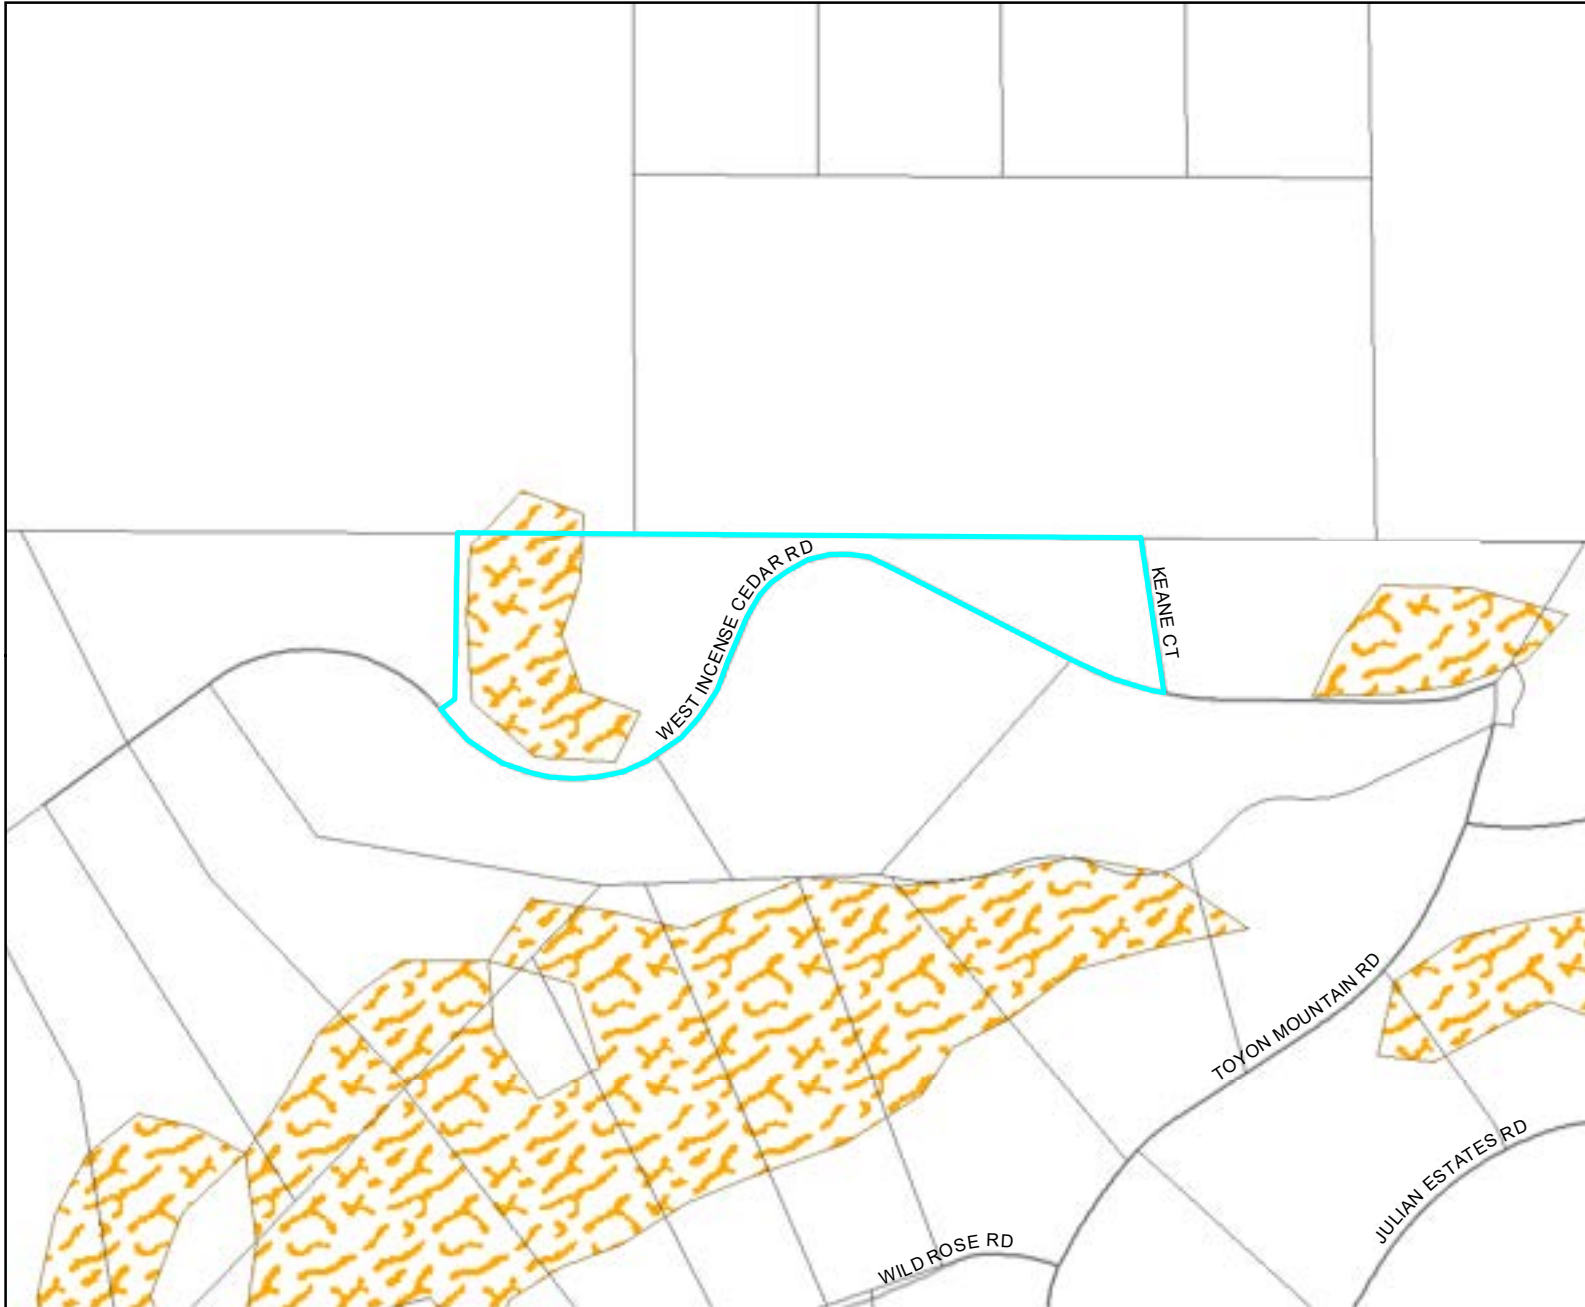 WEST INCENSE CEDAR RD
KEANE CT
TOYON MOUNTAIN RD
JULIAN ESTATES RD
WILD ROSE RD